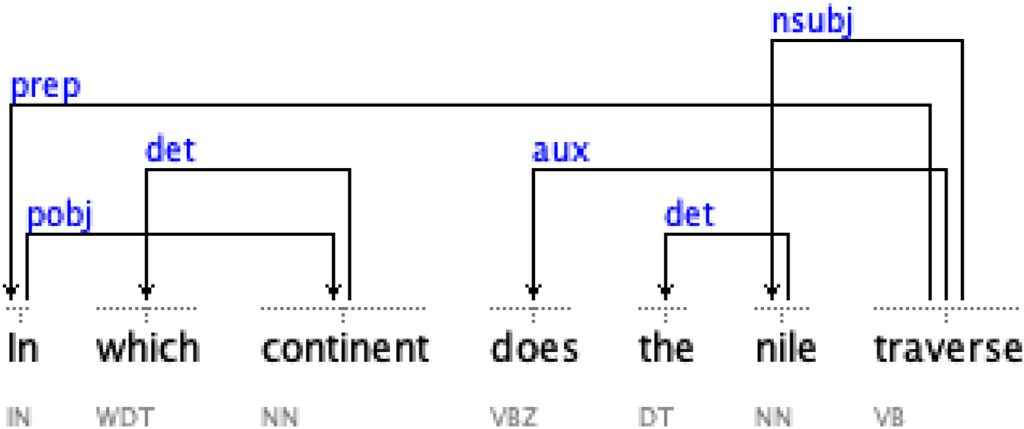 nsubj
prep
det aux
pobj det
In which continent does the nile traverse
IN WDT NN VBZ DT NN VB